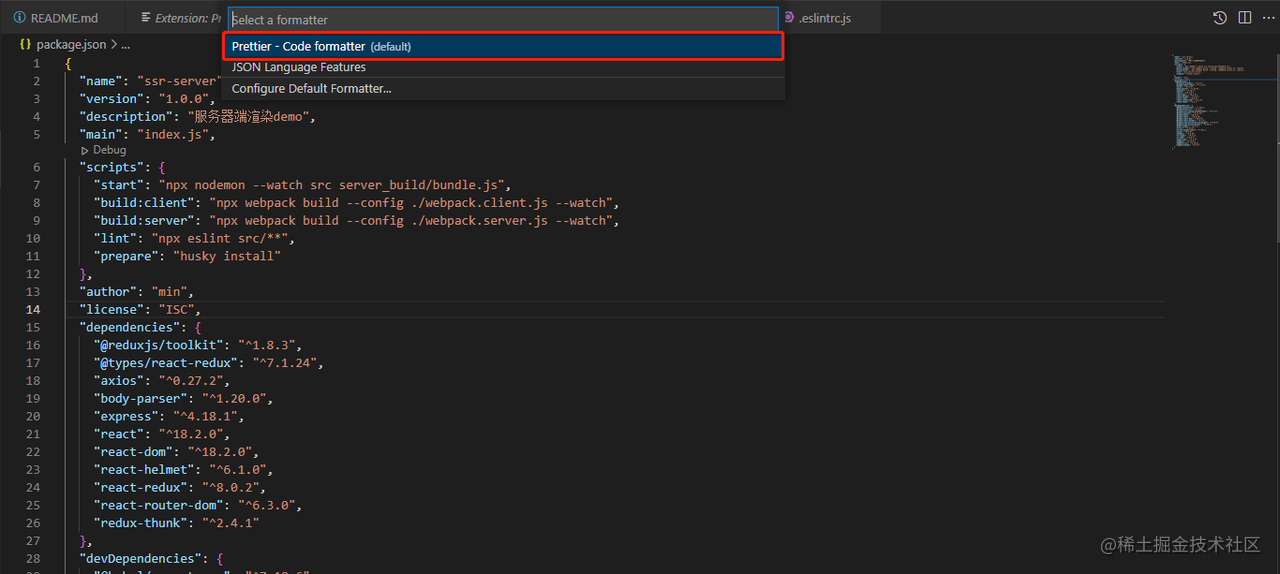 README.md
Extension: Pr
.eslintrc.js
Select a formatter
Prettier - Code formatter (default)
JSON Language Features
Configure Default Formatter...
{} package.json > ...
1 {
2 "name": "ssr-server"
3 "version": "1.0.0",
4 "description": "服务器端渲染demo",
5 "main": "index.js",
Debug
6 "scripts": {
7 "start": "npx nodemon --watch src server_build/bundle.js",
8 "build:client": "npx webpack build --config ./webpack.client.js --watch",
9 "build:server": "npx webpack build --config ./webpack.server.js --watch",
10 "lint": "npx eslint src/**",
11 "prepare": "husky install"
12 },
13 "author": "min",
14 "license": "ISC",
15 "dependencies": {
16 "@reduxjs/toolkit": "^1.8.3",
17 "@types/react-redux": "^7.1.24",
18 "axios": "^0.27.2",
19 "body-parser": "^1.20.0",
20 "express": "^4.18.1",
21 "react": "^18.2.0",
22 "react-dom": "^18.2.0",
23 "react-helmet": "^6.1.0",
24 "react-redux": "^8.0.2",
25 "react-router-dom": "^6.3.0",
26 "redux-thunk": "^2.4.1"
27 },
28 "devDependencies": {
@稀土掘金技术社区